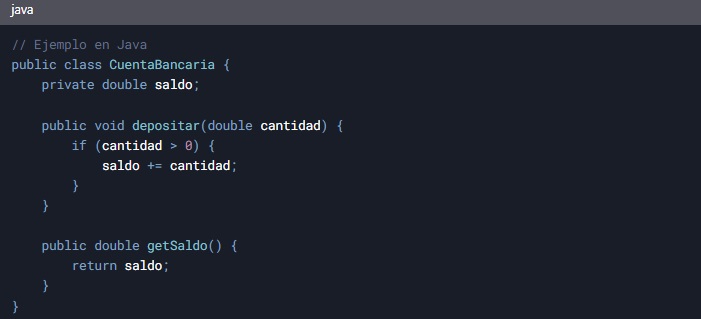 java
// Ejemplo en Java
public class CuentaBancaria {
    private double saldo;

    public void depositar(double cantidad) {
        if (cantidad > 0) {
            saldo += cantidad;
        }
    }

    public double getSaldo() {
        return saldo;
    }
}